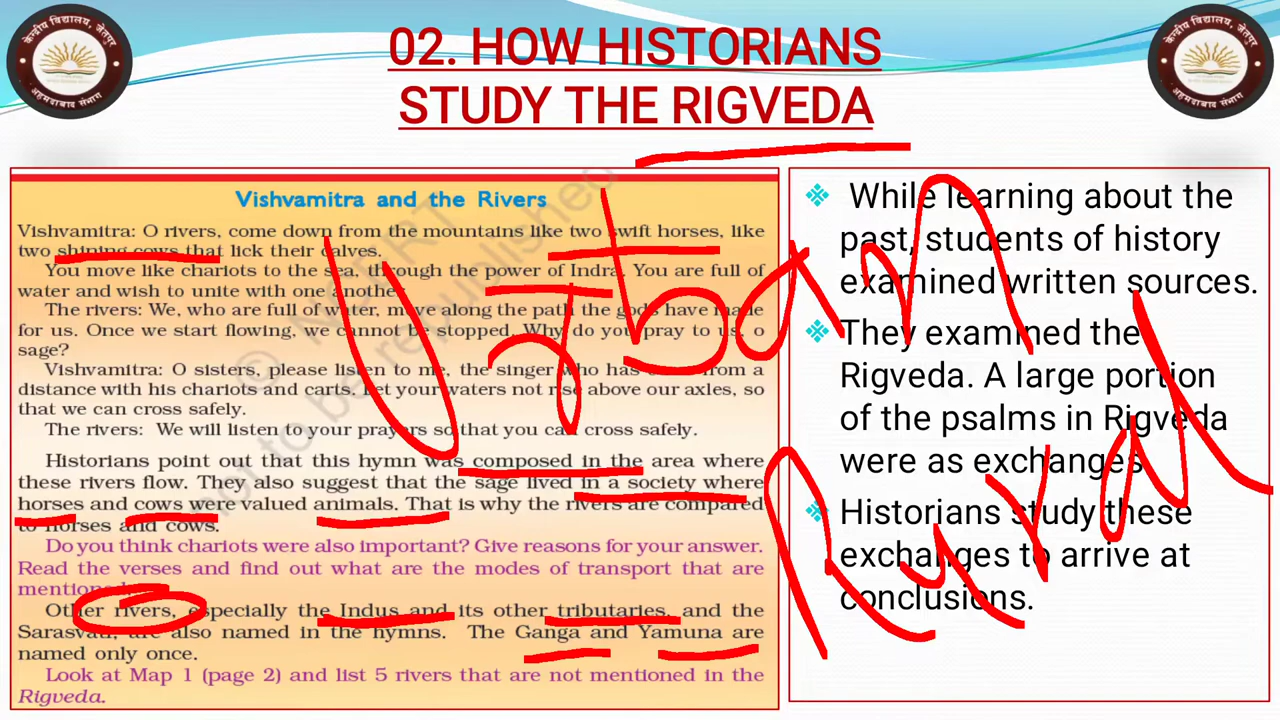 केन्द्रीय विद्यालय, जेतपुर
अहमदाबाद संभाग
02. HOW HISTORIANS
STUDY THE RIGVEDA
केन्द्रीय विद्यालय, जेतपुर
अहमदाबाद संभाग
Vishvamitra and the Rivers
Vishvamitra: O rivers, come down from the mountains like two swift horses, like
two shining cows that lick their calves.
You move like chariots to the sea, through the power of Indra. You are full of
water and wish to unite with one another.
The rivers: We, who are full of water, move along the path the gods have made
for us. Once we start flowing, we cannot be stopped. Why do you pray to us, o
sage?
Vishvamitra: O sisters, please listen to me, the singer who has from a
distance with his chariots and carts. Let your waters not rise above our axles, so
that we can cross safely.
The rivers: We will listen to your prayers so that you can cross safely.
Historians point out that this hymn was composed in the area where
these rivers flow. They also suggest that the sage lived in a society where
horses and cows were valued animals. That is why the rivers are compared
to horses and cows.
Do you think chariots were also important? Give reasons for your answer.
Read the verses and find out what are the modes of transport that are
mentioned
Other rivers, especially the Indus and its other tributaries, and the
Sarasvati, are also named in the hymns. The Ganga and Yamuna are
named only once.
Look at Map 1 (page 2) and list 5 rivers that are not mentioned in the
Rigveda.
© NCERT
not to be republished
While learning about the
past, students of history
examined written sources.
They examined the
Rigveda. A large portion
of the psalms in Rigveda
were as exchanges
Historians study these
exchanges to arrive at
conclusions.
Rural